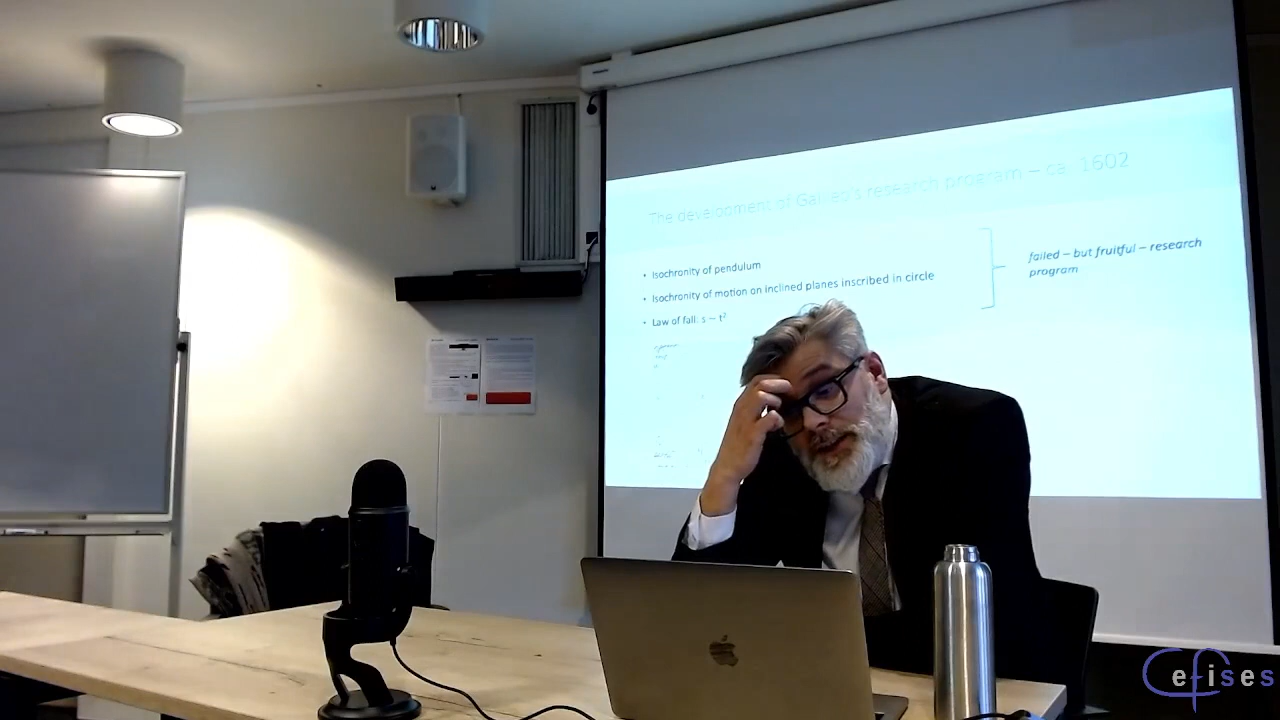 The development of Galileo's research program – ca. 1602
• Isochronity of pendulum
• Isochronity of motion on inclined planes inscribed in circle
• Law of fall: s ~ t²
failed – but fruitful – research
program
Cefises